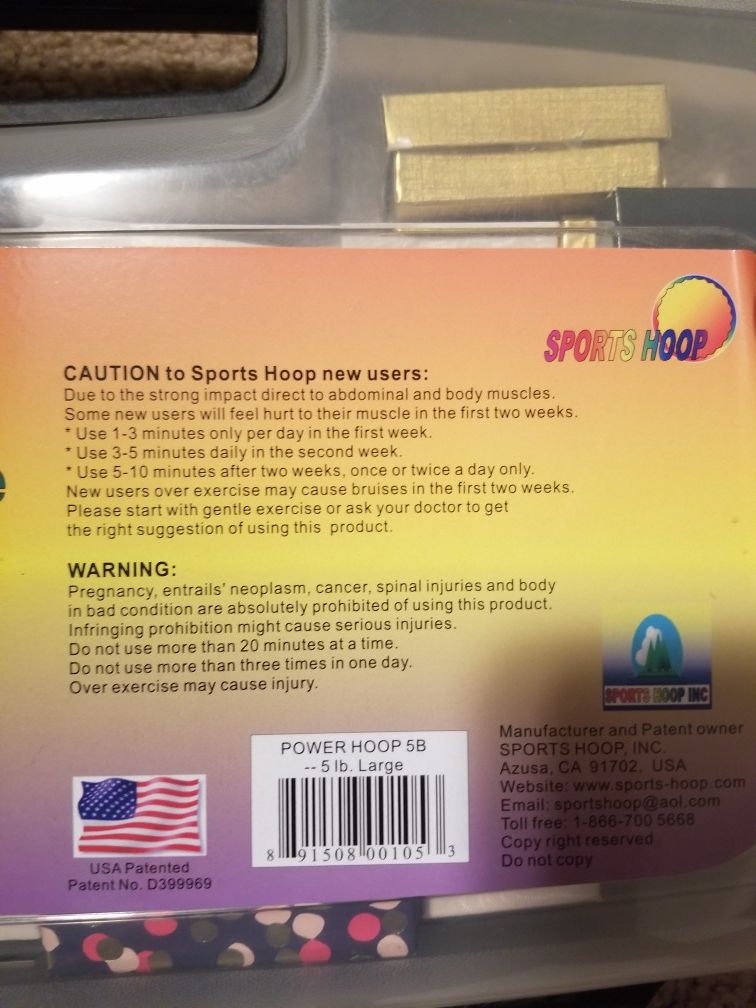 SPORTS HOOP
CAUTION to Sports Hoop new users:
Due to the strong impact direct to abdominal and body muscles.
Some new users will feel hurt to their muscle in the first two weeks.
* Use 1-3 minutes only per day in the first week.
* Use 3-5 minutes daily in the second week.
* Use 5-10 minutes after two weeks, once or twice a day only.
New users over exercise may cause bruises in the first two weeks.
Please start with gentle exercise or ask your doctor to get
the right suggestion of using this product.
WARNING:
Pregnancy, entrails' neoplasm, cancer, spinal injuries and body
in bad condition are absolutely prohibited of using this product.
Infringing prohibition might cause serious injuries.
Do not use more than 20 minutes at a time.
Do not use more than three times in one day.
Over exercise may cause injury.
SPORTS HOOP INC
USA Patented
Patent No. D399969
POWER HOOP 5B
-- 5 lb. Large
8 91508 00105 3
Manufacturer and Patent owner
SPORTS HOOP, INC.
Azusa, CA 91702, USA
Website: www.sports-hoop.com
Email: sportshoop@aol.com
Toll free: 1-866-700 5668
Copy right reserved
Do not copy